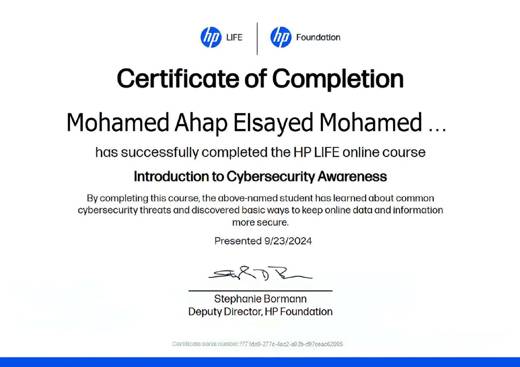 hp LIFE hp Foundation
Certificate of Completion
Mohamed Ahap Elsayed Mohamed ...
has successfully completed the HP LIFE online course
Introduction to Cybersecurity Awareness
By completing this course, the above-named student has learned about common
cybersecurity threats and discovered basic ways to keep online data and information
more secure.
Presented 9/23/2024
Stephanie Bormann
Deputy Director, HP Foundation
Certificate serial number: